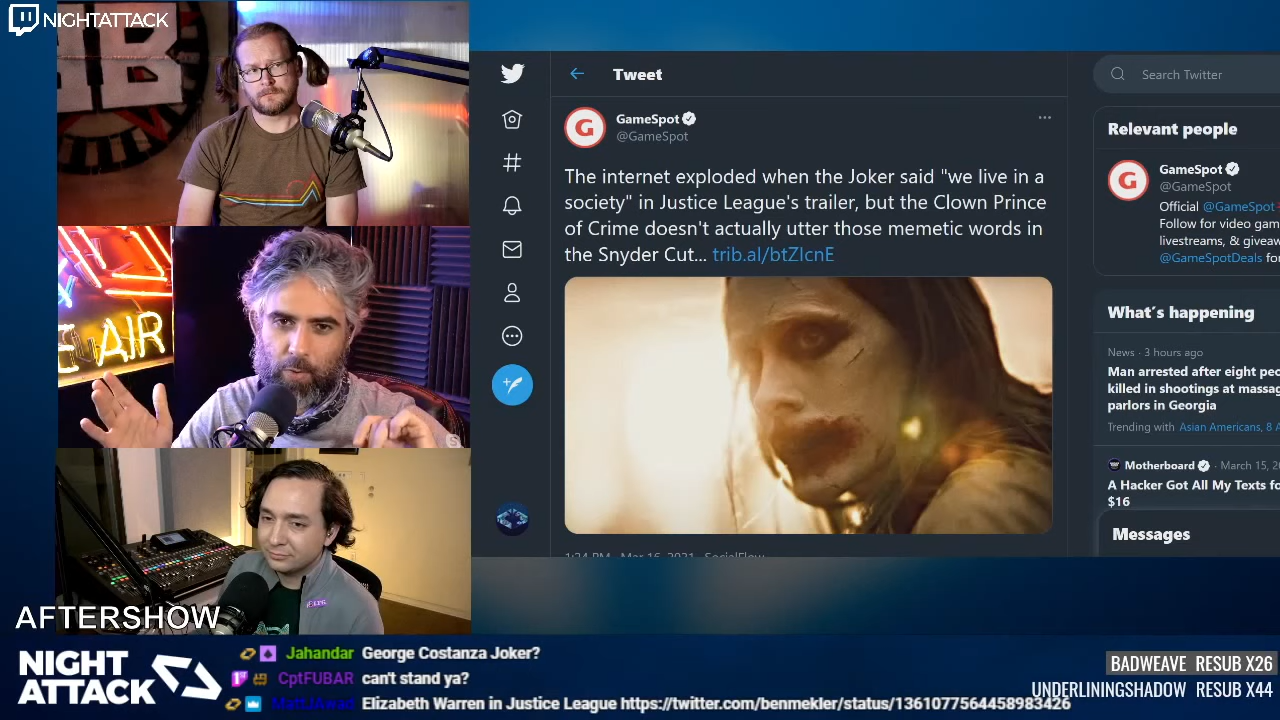 NIGHTATTACK
AIR
AFTERSHOW
Tweet
GameSpot
@GameSpot
The internet exploded when the Joker said "we live in a
society" in Justice League's trailer, but the Clown Prince
of Crime doesn't actually utter those memetic words in
the Snyder Cut... trib.al/btZlcnE
Search Twitter
Relevant people
GameSpot
@GameSpot
Official @GameSpot
Follow for video gam
livestreams, & giveaw
@GameSpotDeals for
What's happening
News · 3 hours ago
Man arrested after eight peo
killed in shootings at massag
parlors in Georgia
Trending with Asian Americans, 8 A
Motherboard · March 15, 2
A Hacker Got All My Texts fo
$16
Messages
NIGHT
ATTACK
Jahandar George Costanza Joker?
CptFUBAR can't stand ya?
MattJAwad Elizabeth Warren in Justice League https://twitter.com/benmekler/status/1361077564458983426
BADWEAVE RESUB X26
UNDERLININGSHADOW RESUB X44